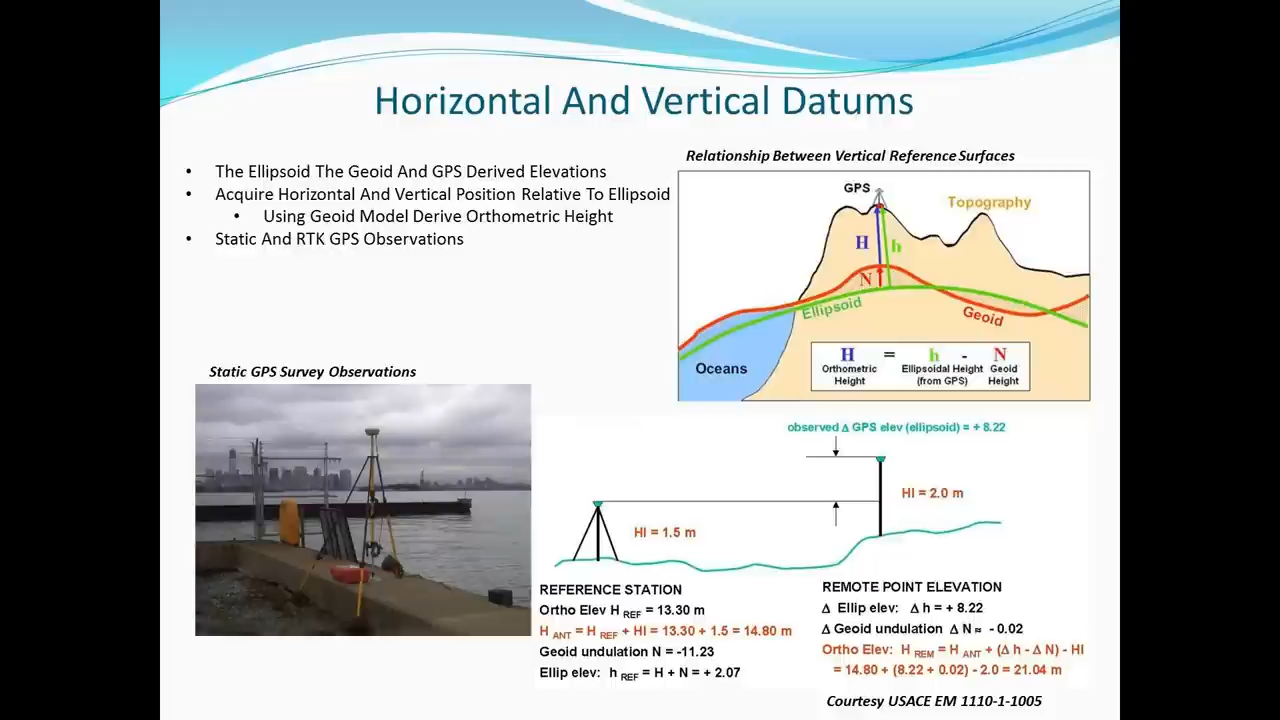 Horizontal And Vertical Datums
• The Ellipsoid The Geoid And GPS Derived Elevations
• Acquire Horizontal And Vertical Position Relative To Ellipsoid
• Using Geoid Model Derive Orthometric Height
• Static And RTK GPS Observations
Relationship Between Vertical Reference Surfaces
GPS
Topography
H
h
N
Ellipsoid
Geoid
Oceans
H = h - N
Orthometric Height
Ellipsoidal Height (from GPS)
Geoid Height
Static GPS Survey Observations
observed Δ GPS elev (ellipsoid) = + 8.22
HI = 2.0 m
HI = 1.5 m
REFERENCE STATION
Ortho Elev H REF = 13.30 m
H ANT = H REF + HI = 13.30 + 1.5 = 14.80 m
Geoid undulation N = -11.23
Ellip elev: h REF = H + N = + 2.07
REMOTE POINT ELEVATION
Δ Ellip elev: Δ h = + 8.22
Δ Geoid undulation Δ N ≈ - 0.02
Ortho Elev: H REM = H ANT + (Δ h - Δ N) - HI
= 14.80 + (8.22 + 0.02) - 2.0 = 21.04 m
Courtesy USACE EM 1110-1-1005